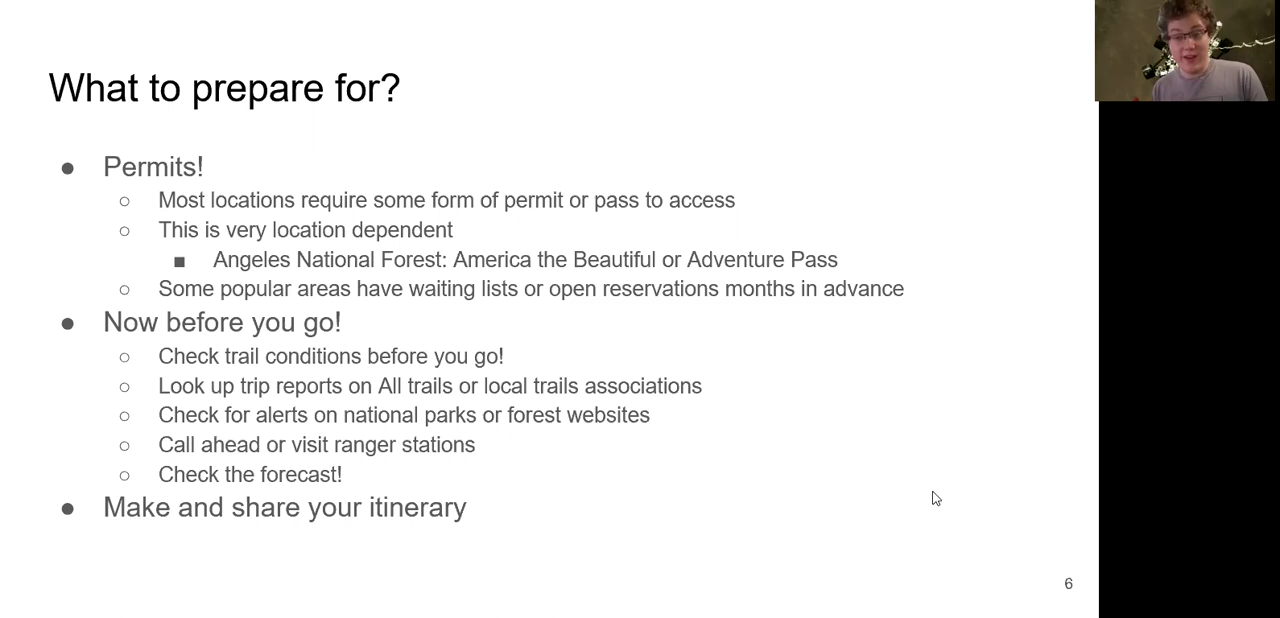 What to prepare for?
● Permits!
○ Most locations require some form of permit or pass to access
○ This is very location dependent
■ Angeles National Forest: America the Beautiful or Adventure Pass
○ Some popular areas have waiting lists or open reservations months in advance
● Now before you go!
○ Check trail conditions before you go!
○ Look up trip reports on All trails or local trails associations
○ Check for alerts on national parks or forest websites
○ Call ahead or visit ranger stations
○ Check the forecast!
● Make and share your itinerary
6